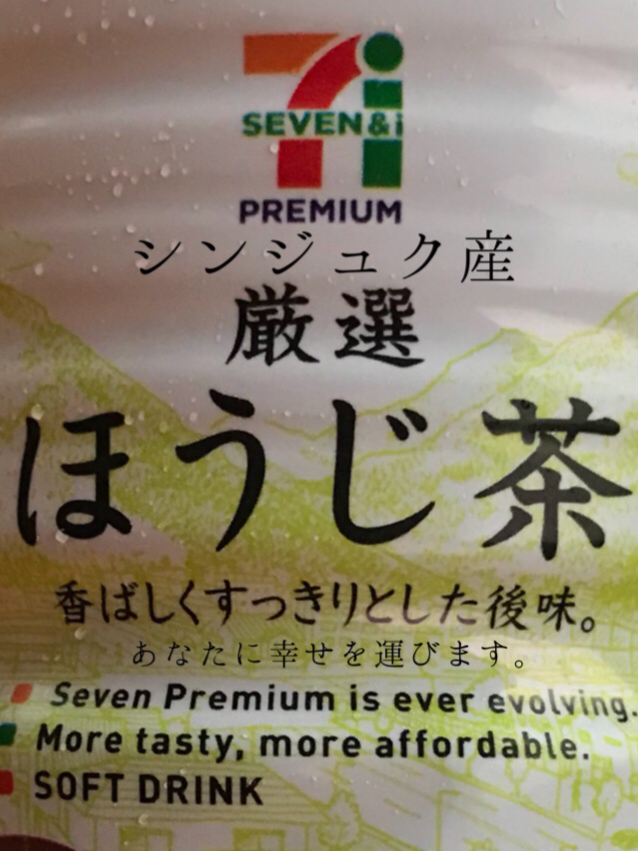 SEVEN&i
PREMIUM
シンジュク産
厳選
ほうじ茶
香ばしくすっきりとした後味。
あなたに幸せを運びます。
Seven Premium is ever evolving.
More tasty, more affordable.
SOFT DRINK